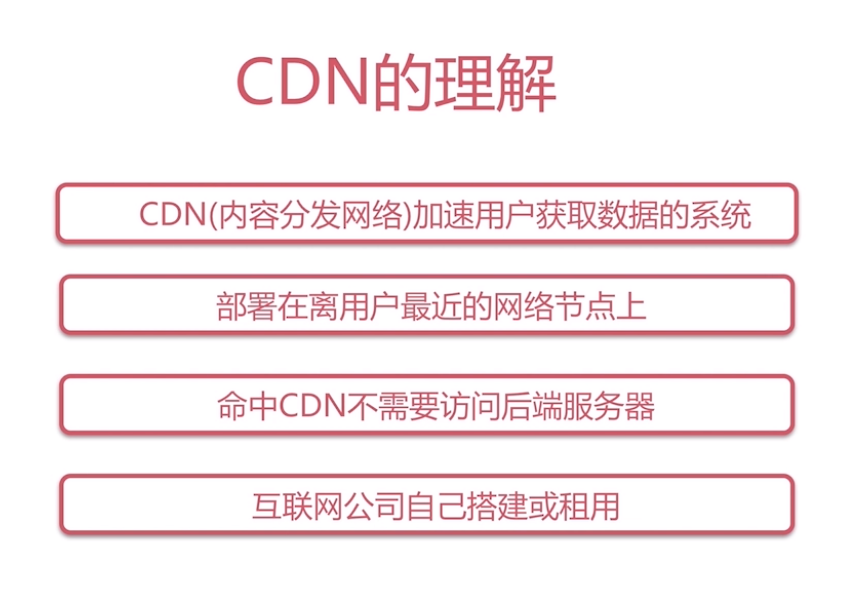 CDN的理解
CDN(内容分发网络)加速用户获取数据的系统
部署在离用户最近的网络节点上
命中CDN不需要访问后端服务器
互联网公司自己搭建或租用